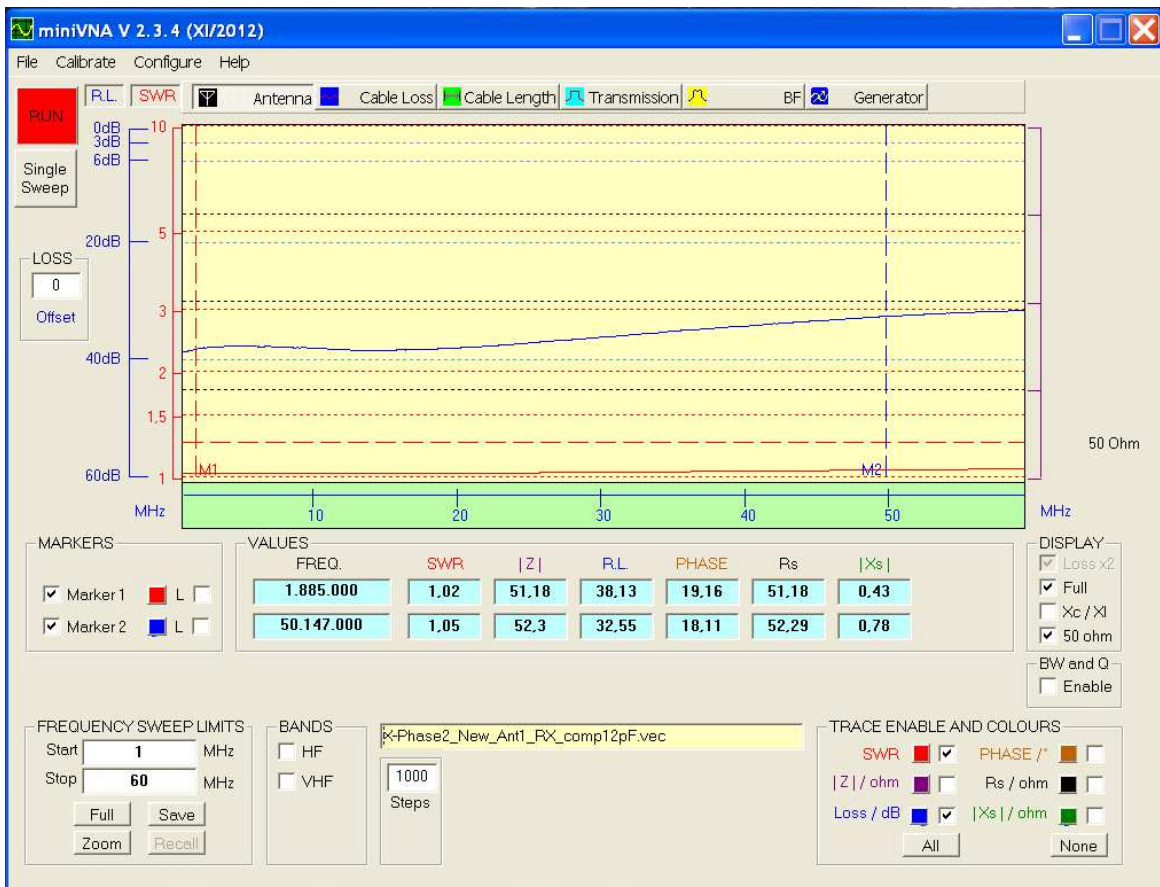 miniVNA V 2.3.4 (XI/2012)
File Calibrate Configure Help
RUN R.L. SWR Antenna Cable Loss Cable Length Transmission BF Generator
Single Sweep
0dB 10
3dB
6dB
20dB 5
LOSS
0
Offset
3
40dB
2
1,5
50 Ohm
60dB 1 M1 M2
MHz 10 20 30 40 50 MHz
MARKERS
Marker 1 L
Marker 2 L
VALUES
FREQ. SWR |Z| R.L. PHASE Rs |Xs|
1.885.000 1,02 51,18 38,13 19,16 51,18 0,43
50.147.000 1,05 52,3 32,55 18,11 52,29 0,78
DISPLAY
Loss x2
Full
Xc / Xl
50 ohm
BW and Q
Enable
FREQUENCY SWEEP LIMITS
Start 1 MHz
Stop 60 MHz
Full Save
Zoom Recall
BANDS
HF
VHF
K-Phase2_New_Ant1_RX_comp12pF.vec
1000
Steps
TRACE ENABLE AND COLOURS
SWR PHASE /°
|Z| / ohm Rs / ohm
Loss / dB |Xs| / ohm
All None